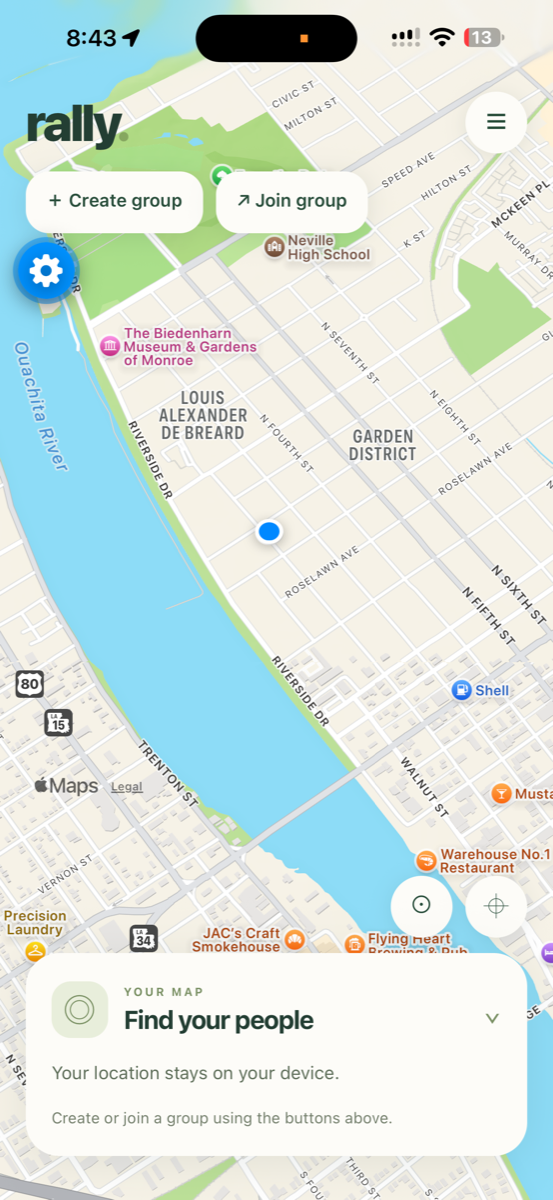 8:43
13
CIVIC ST
MILTON ST
rally.
SPEED AVE
HILTON ST
MCKEEN PL
+ Create group
Join group
K ST
MURRAY DR
Neville
High School
The Biedenharn
Museum & Gardens
of Monroe
N SEVENTH ST
Ouachita River
LOUIS
ALEXANDER
DE BREARD
N EIGHTH ST
N FOURTH ST
GARDEN
DISTRICT
RIVERSIDE DR
ROSELAWN AVE
ROSELAWN AVE
N SIXTH ST
N FIFTH ST
80
RIVERSIDE DR
Shell
LA
15
TRENTON ST
WALNUT ST
Maps
Legal
Musta
VERNON ST
Warehouse No.1
Restaurant
Precision
Laundry
LA
34
JAC's Craft
Smokehouse
Flying Heart
Brewing & Pub
YOUR MAP
Find your people
Your location stays on your device.
Create or join a group using the buttons above.
N SEV
THIRD ST